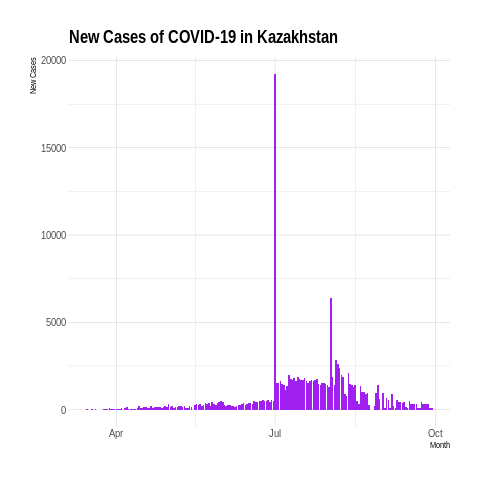 New Cases of COVID-19 in Kazakhstan
New Cases
20000
15000
10000
5000
0
Apr
Jul
Oct
Month